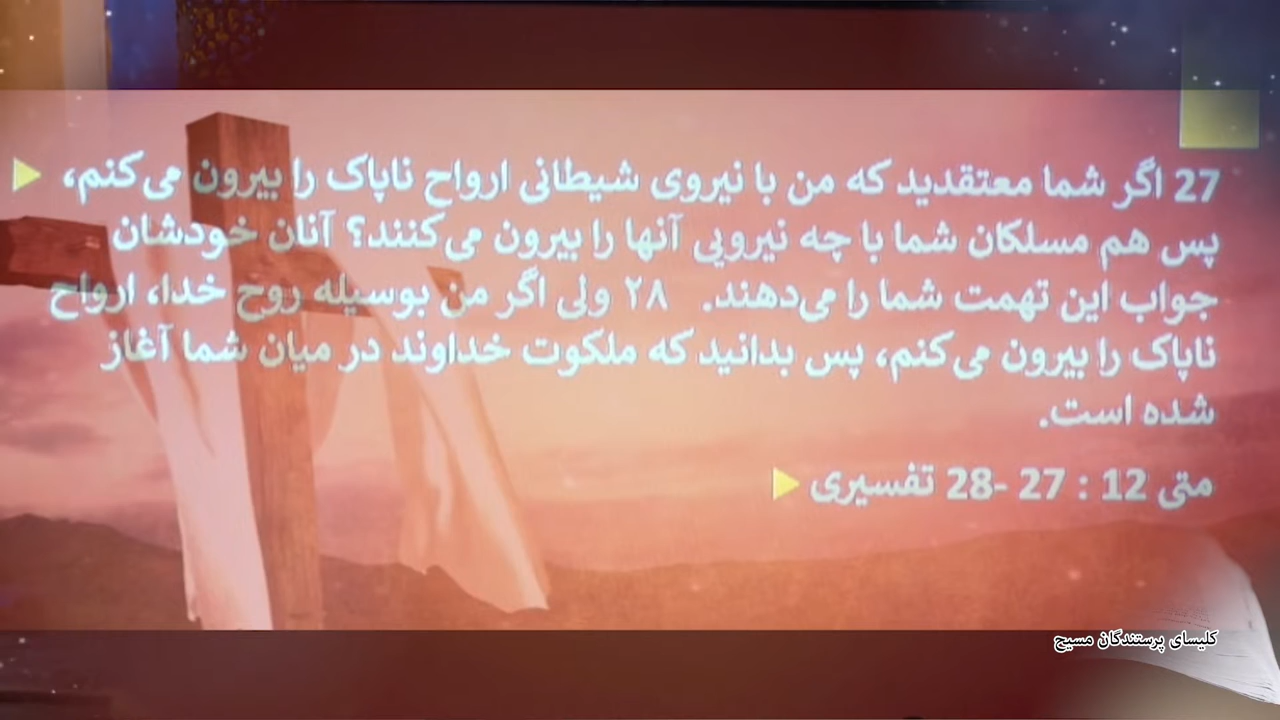 27 اگر شما معتقدید که من با نیروی شیطانی ارواح ناپاک را بیرون می‌کنم،
پس هم مسلکان شما با چه نیرویی آنها را بیرون می‌کنند؟ آنان خودشان
جواب این تهمت شما را می‌دهند. ۲۸ ولی اگر من بوسیله روح خدا، ارواح
ناپاک را بیرون می‌کنم، پس بدانید که ملکوت خداوند در میان شما آغاز
شده است.
متی 12 : 27 -28 تفسیری
کلیسای پرستندگان مسیح